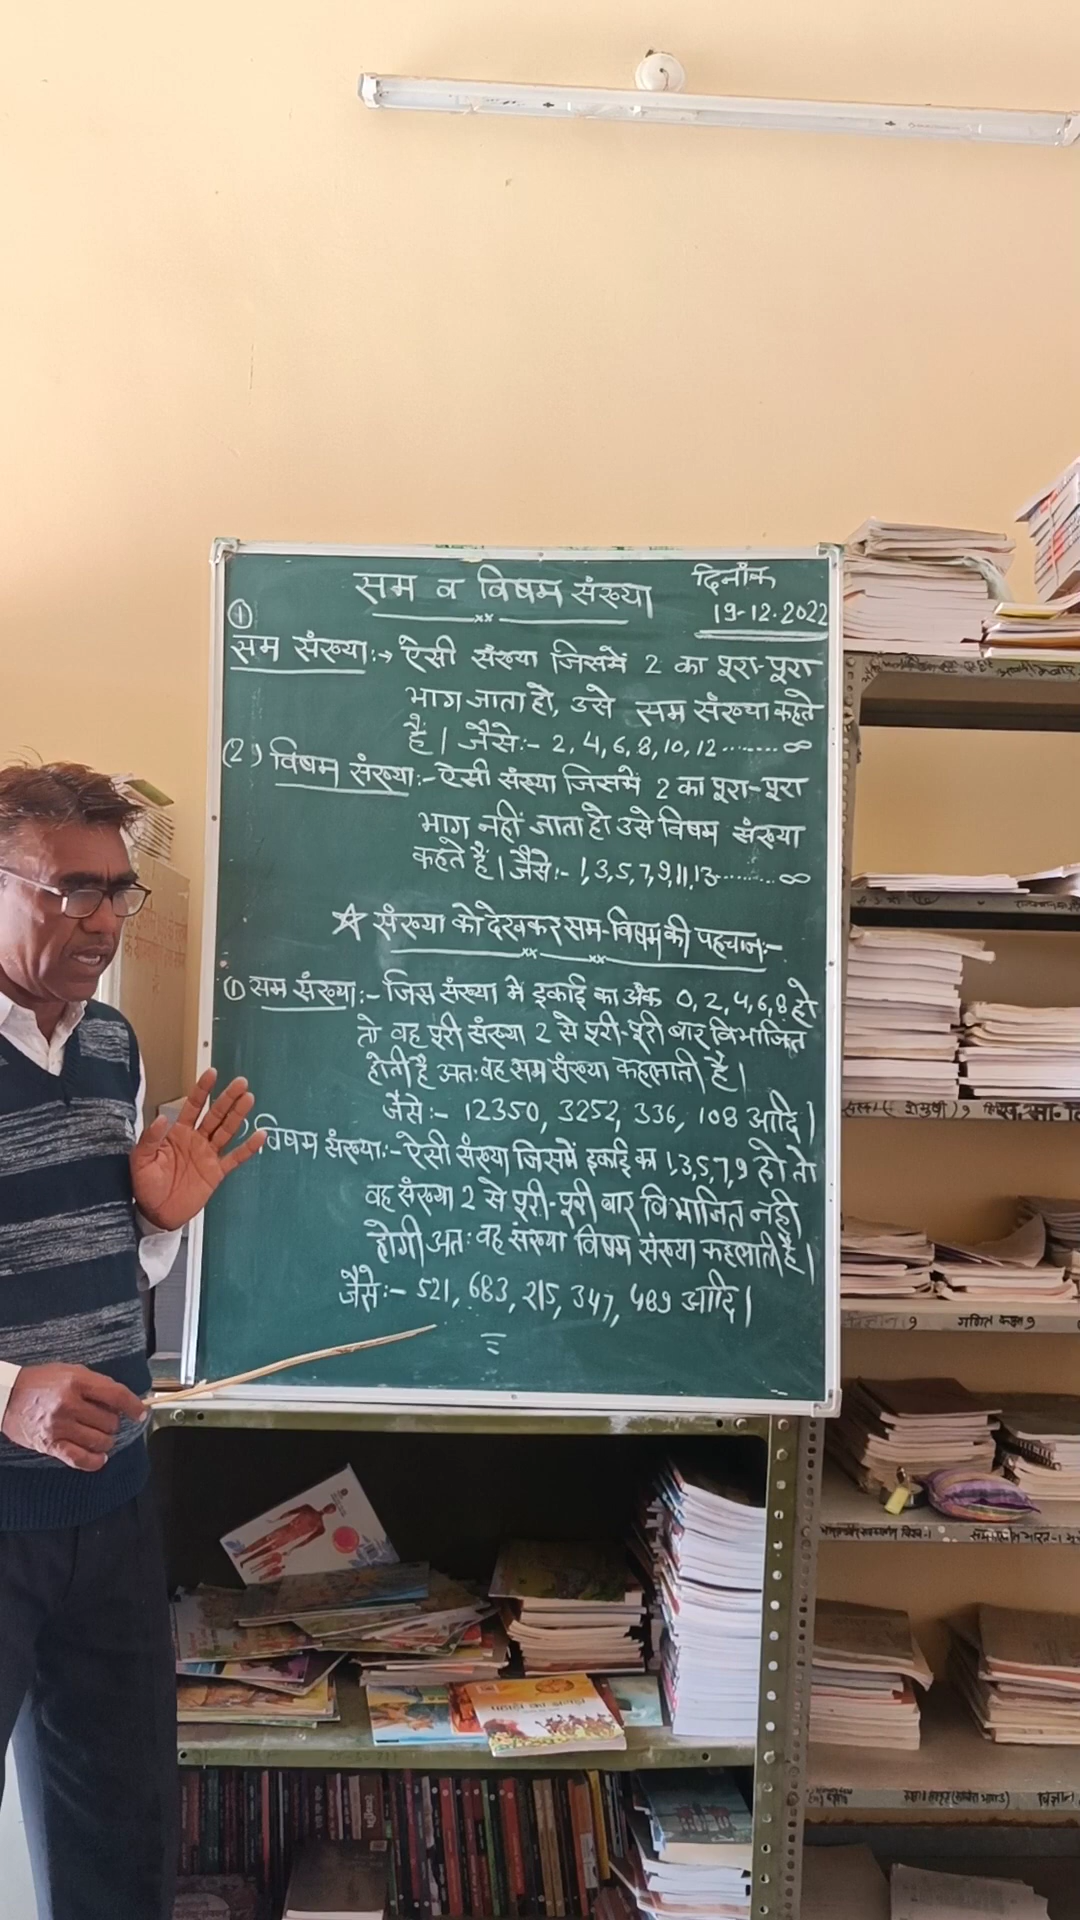 सम व विषम संख्या
दिनाँक
19-12-2022
①
सम संख्या :→ ऐसी संख्या जिसमें 2 का पूरा-पूरा
भाग जाता हो, उसे सम संख्या कहते
हैं। जैसे:- 2, 4, 6, 8, 10, 12 ........ ∞
(2) विषम संख्या :- ऐसी संख्या जिसमें 2 का पूरा-पूरा
भाग नहीं जाता हो उसे विषम संख्या
कहते हैं। जैसे:- 1, 3, 5, 7, 9, 11, 13 ......... ∞
☆ संख्या को देखकर सम-विषम की पहचान:-
① सम संख्या:- जिस संख्या मे इकाई का अंक 0, 2, 4, 6, 8 हो
तो वह पूरी संख्या 2 से पूरी-पूरी बार विभाजित
होती है अतः वह सम संख्या कहलाती है।
जैसे:- 12350, 3252, 336, 108 आदि।
विषम संख्या:- ऐसी संख्या जिसमें इकाई का 1,3,5,7,9 हो तो
वह संख्या 2 से पूरी-पूरी बार विभाजित नही
होगी अतः वह संख्या विषम संख्या कहलाती है।
जैसे:- 521, 683, 215, 347, 489 आदि।
गणित कक्षा 9